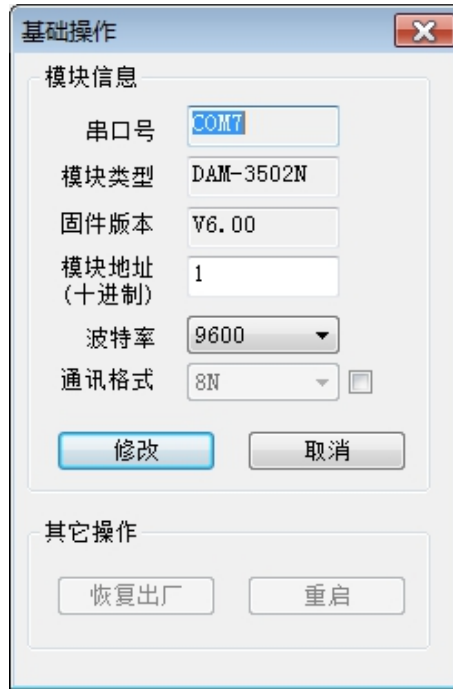 基础操作
模块信息
串口号 COM7
模块类型 DAM-3502N
固件版本 V6.00
模块地址 1
(十进制)
波特率 9600
通讯格式 8N
修改 取消
其它操作
恢复出厂 重启